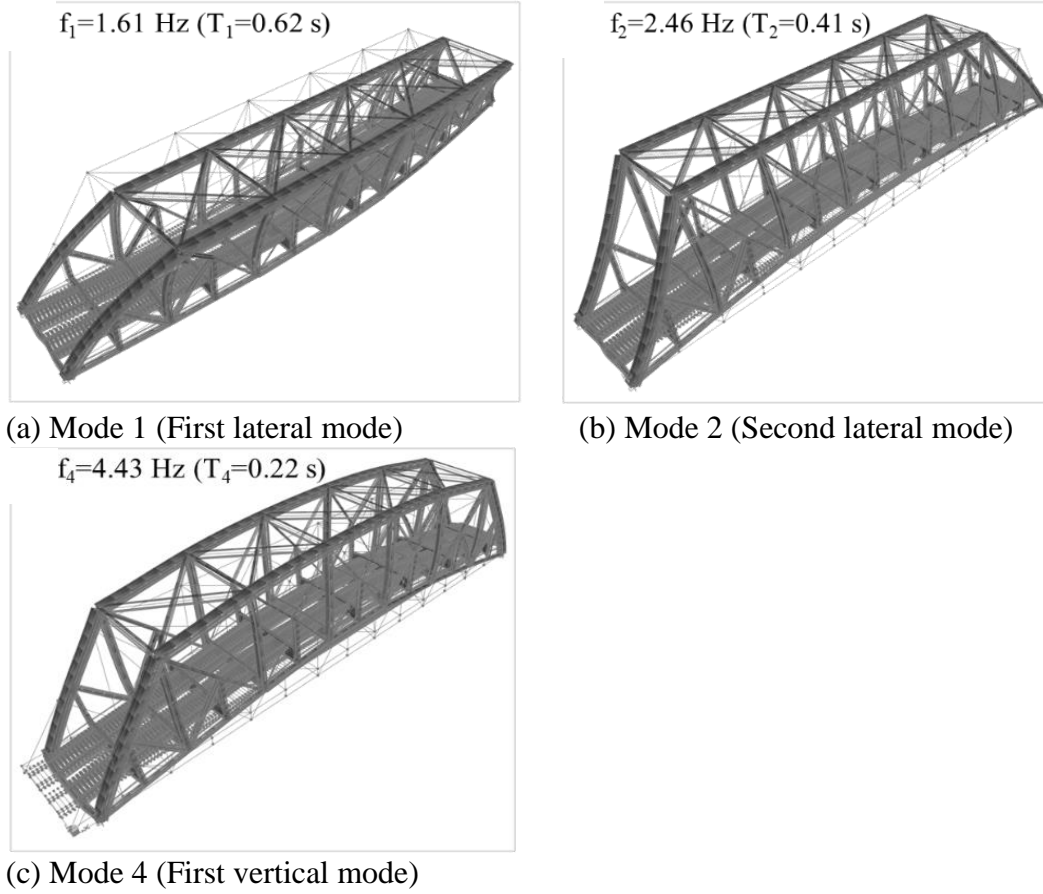 f₁=1.61 Hz (T₁=0.62 s)
f₂=2.46 Hz (T₂=0.41 s)
(a) Mode 1 (First lateral mode)
(b) Mode 2 (Second lateral mode)
f₄=4.43 Hz (T₄=0.22 s)
(c) Mode 4 (First vertical mode)